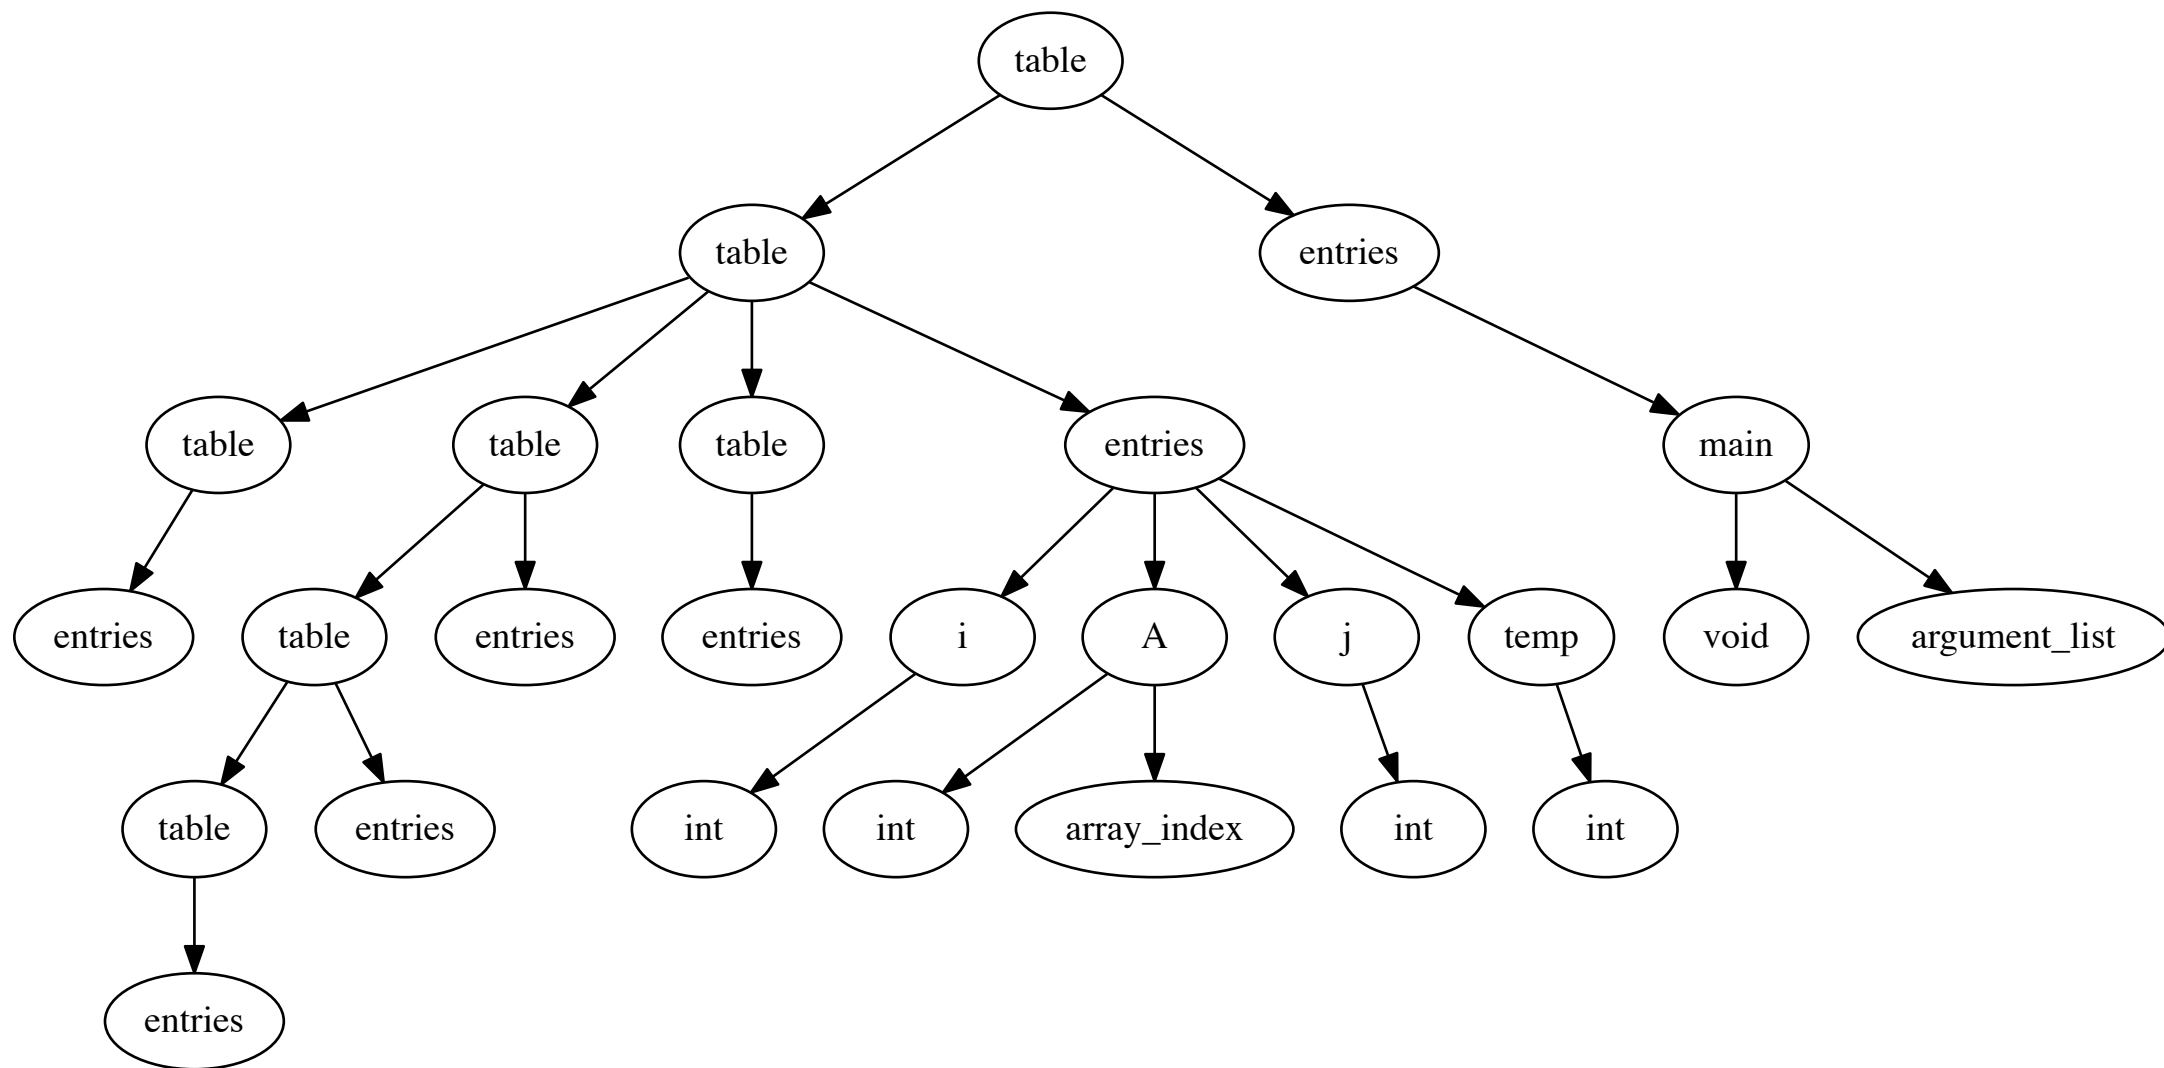 table
table
entries
table
table
table
entries
main
entries
table
entries
entries
i
A
j
temp
void
argument_list
table
entries
int
int
array_index
int
int
entries